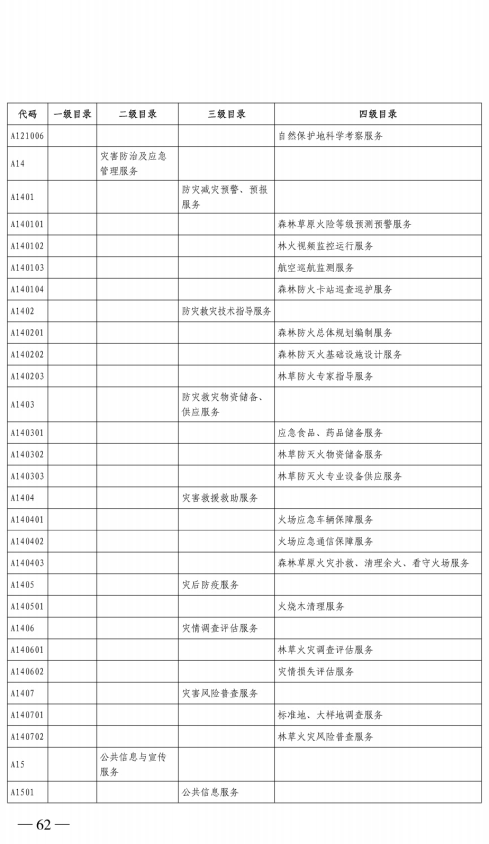 代码 一级目录 二级目录 三级目录 四级目录
A121006 自然保护地科学考察服务
A14 灾害防治及应急
管理服务
A1401 防灾减灾预警、预报
服务
A140101 森林草原火险等级预测预警服务
A140102 林火视频监控运行服务
A140103 航空巡航监测服务
A140104 森林防火卡站巡查巡护服务
A1402 防灾救灾技术指导服务
A140201 森林防火总体规划编制服务
A140202 森林防灭火基础设施设计服务
A140203 林草防火专家指导服务
A1403 防灾救灾物资储备、
供应服务
A140301 应急食品、药品储备服务
A140302 林草防灭火物资储备服务
A140303 林草防灭火专业设备供应服务
A1404 灾害救援救助服务
A140401 火场应急车辆保障服务
A140402 火场应急通信保障服务
A140403 森林草原火灾扑救、清理余火、看守火场服务
A1405 灾后防疫服务
A140501 火烧木清理服务
A1406 灾情调查评估服务
A140601 林草火灾调查评估服务
A140602 灾情损失评估服务
A1407 灾害风险普查服务
A140701 标准地、大样地调查服务
A140702 林草火灾风险普查服务
A15 公共信息与宣传
服务
A1501 公共信息服务
— 62 —